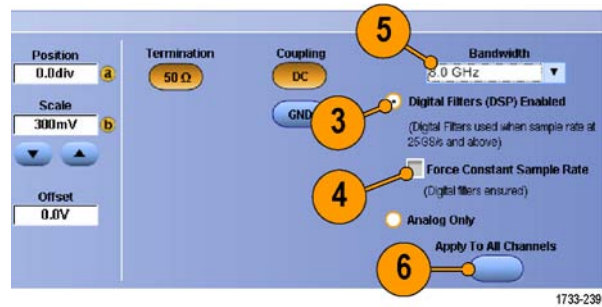 Position
0.0div a
Scale
300mV b
Offset
0.0V
Termination
50 Ω
Coupling
DC
GND
5
Bandwidth
8.0 GHz
3
Digital Filters (DSP) Enabled
(Digital Filters used when sample rate at
25GS/s and above)
4
Force Constant Sample Rate
(Digital filters ensured)
Analog Only
6
Apply To All Channels
1733-239